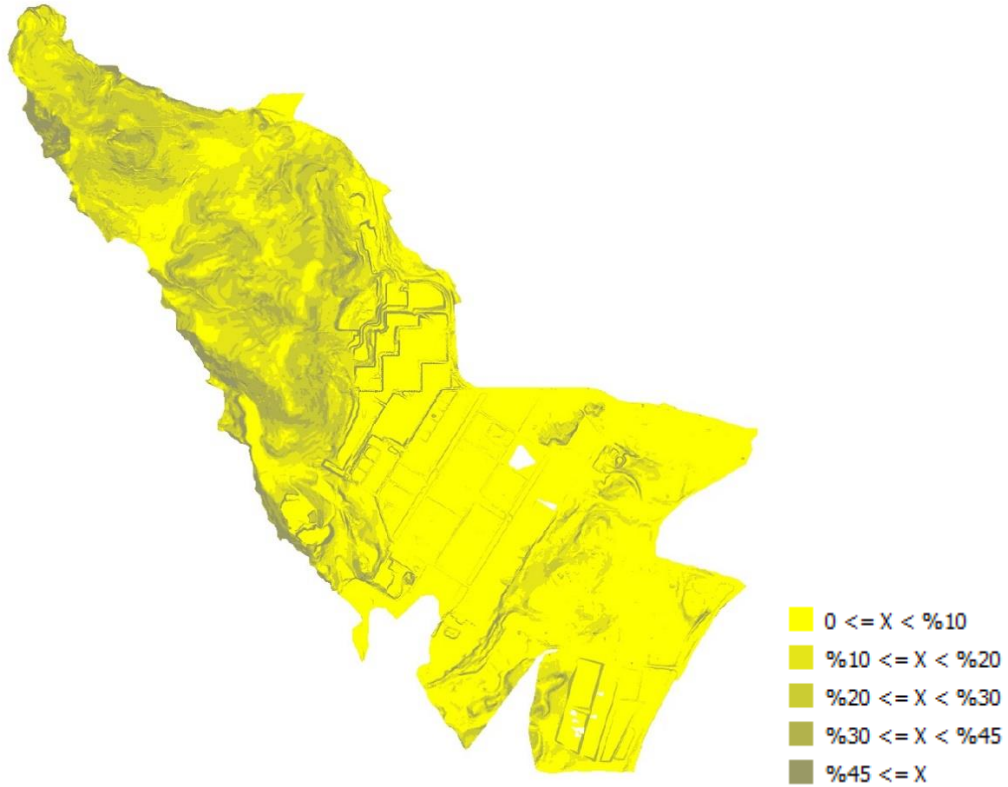 0 <= X < %10
%10 <= X < %20
%20 <= X < %30
%30 <= X < %45
%45 <= X